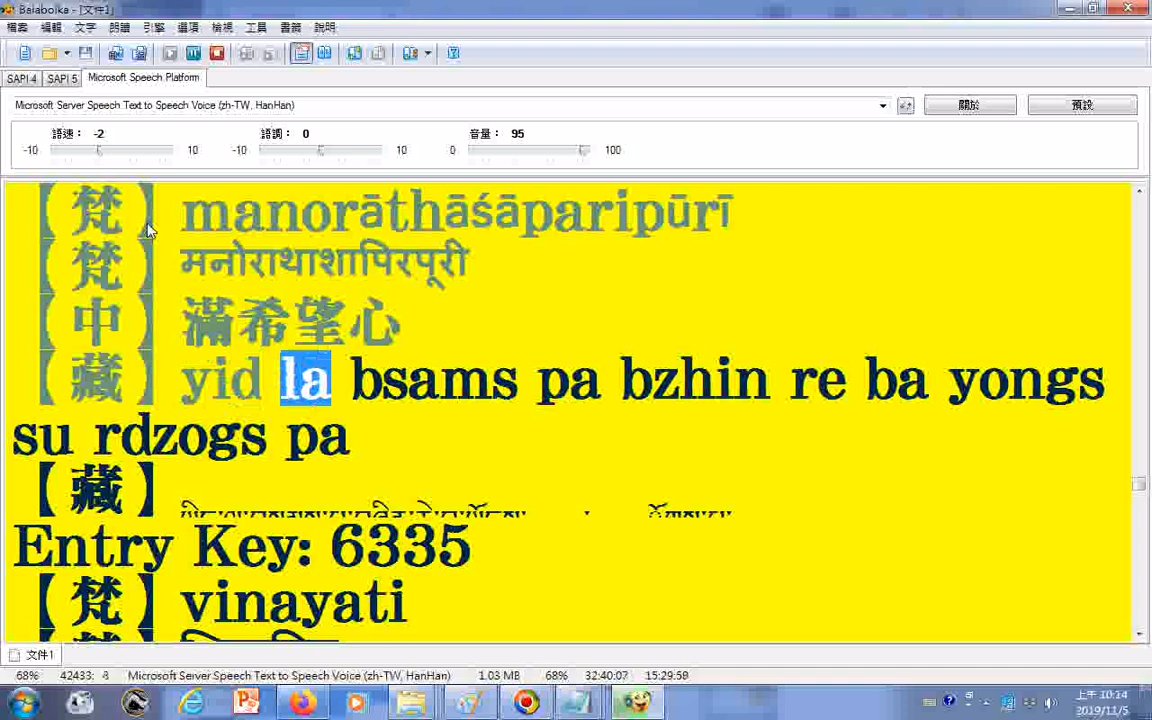 Balabolka - [文件1]
檔案 編輯 文字 朗讀 引擎 選項 檢視 工具 書籤 說明
SAPI 4 SAPI 5 Microsoft Speech Platform
Microsoft Server Speech Text to Speech Voice (zh-TW, HanHan) 關於 預設
語速： -2 語調： 0 音量： 95
-10 10 -10 10 0 100
【梵】 manorāthāśāparipūrī
【梵】 मनोराथाशापिरपूरी
【中】 滿希望心
【藏】 yid la bsams pa bzhin re ba yongs
su rdzogs pa
【藏】
Entry Key: 6335
【梵】 vinayati
文件1
68% 42433: 8 Microsoft Server Speech Text to Speech Voice (zh-TW, HanHan) 1.03 MB 68% 32:40:07 15:29:58
上午 10:14
2019/11/5